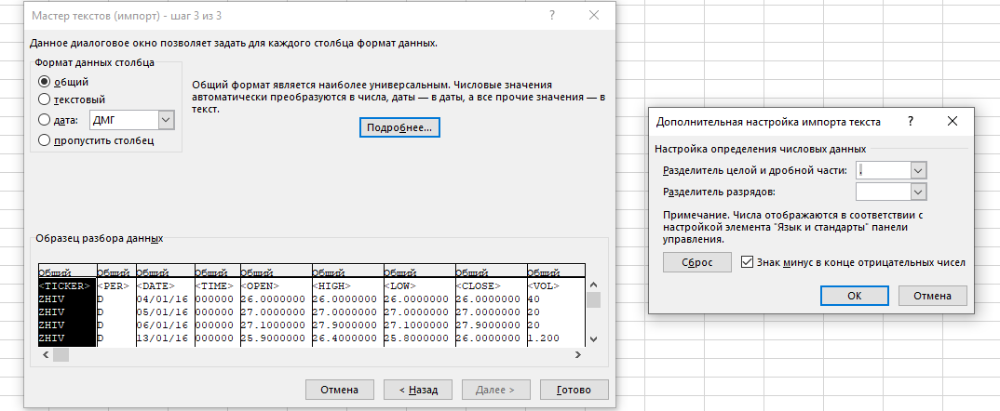 Мастер текстов (импорт) - шаг 3 из 3
Данное диалоговое окно позволяет задать для каждого столбца формат данных.
Формат данных столбца
общий
текстовый
дата: ДМГ
пропустить столбец
Общий формат является наиболее универсальным. Числовые значения
автоматически преобразуются в числа, даты — в даты, а все прочие значения — в
текст.
Подробнее...
Образец разбора данных
Общий Общий Общий Общий Общий Общий Общий Общий Общий
<TICKER> <PER> <DATE> <TIME> <OPEN> <HIGH> <LOW> <CLOSE> <VOL>
ZHIV D 04/01/16 000000 26.0000000 26.0000000 26.0000000 26.0000000 40
ZHIV D 05/01/16 000000 27.0000000 27.0000000 27.0000000 27.0000000 20
ZHIV D 06/01/16 000000 27.1000000 27.9000000 27.1000000 27.9000000 20
ZHIV D 13/01/16 000000 25.9000000 26.4000000 25.8000000 26.0000000 1.200
Отмена
< Назад
Далее >
Готово
Дополнительная настройка импорта текста
Настройка определения числовых данных
Разделитель целой и дробной части: .
Разделитель разрядов:
Примечание. Числа отображаются в соответствии с
настройкой элемента "Язык и стандарты" панели
управления.
Сброс
Знак минус в конце отрицательных чисел
ОК
Отмена